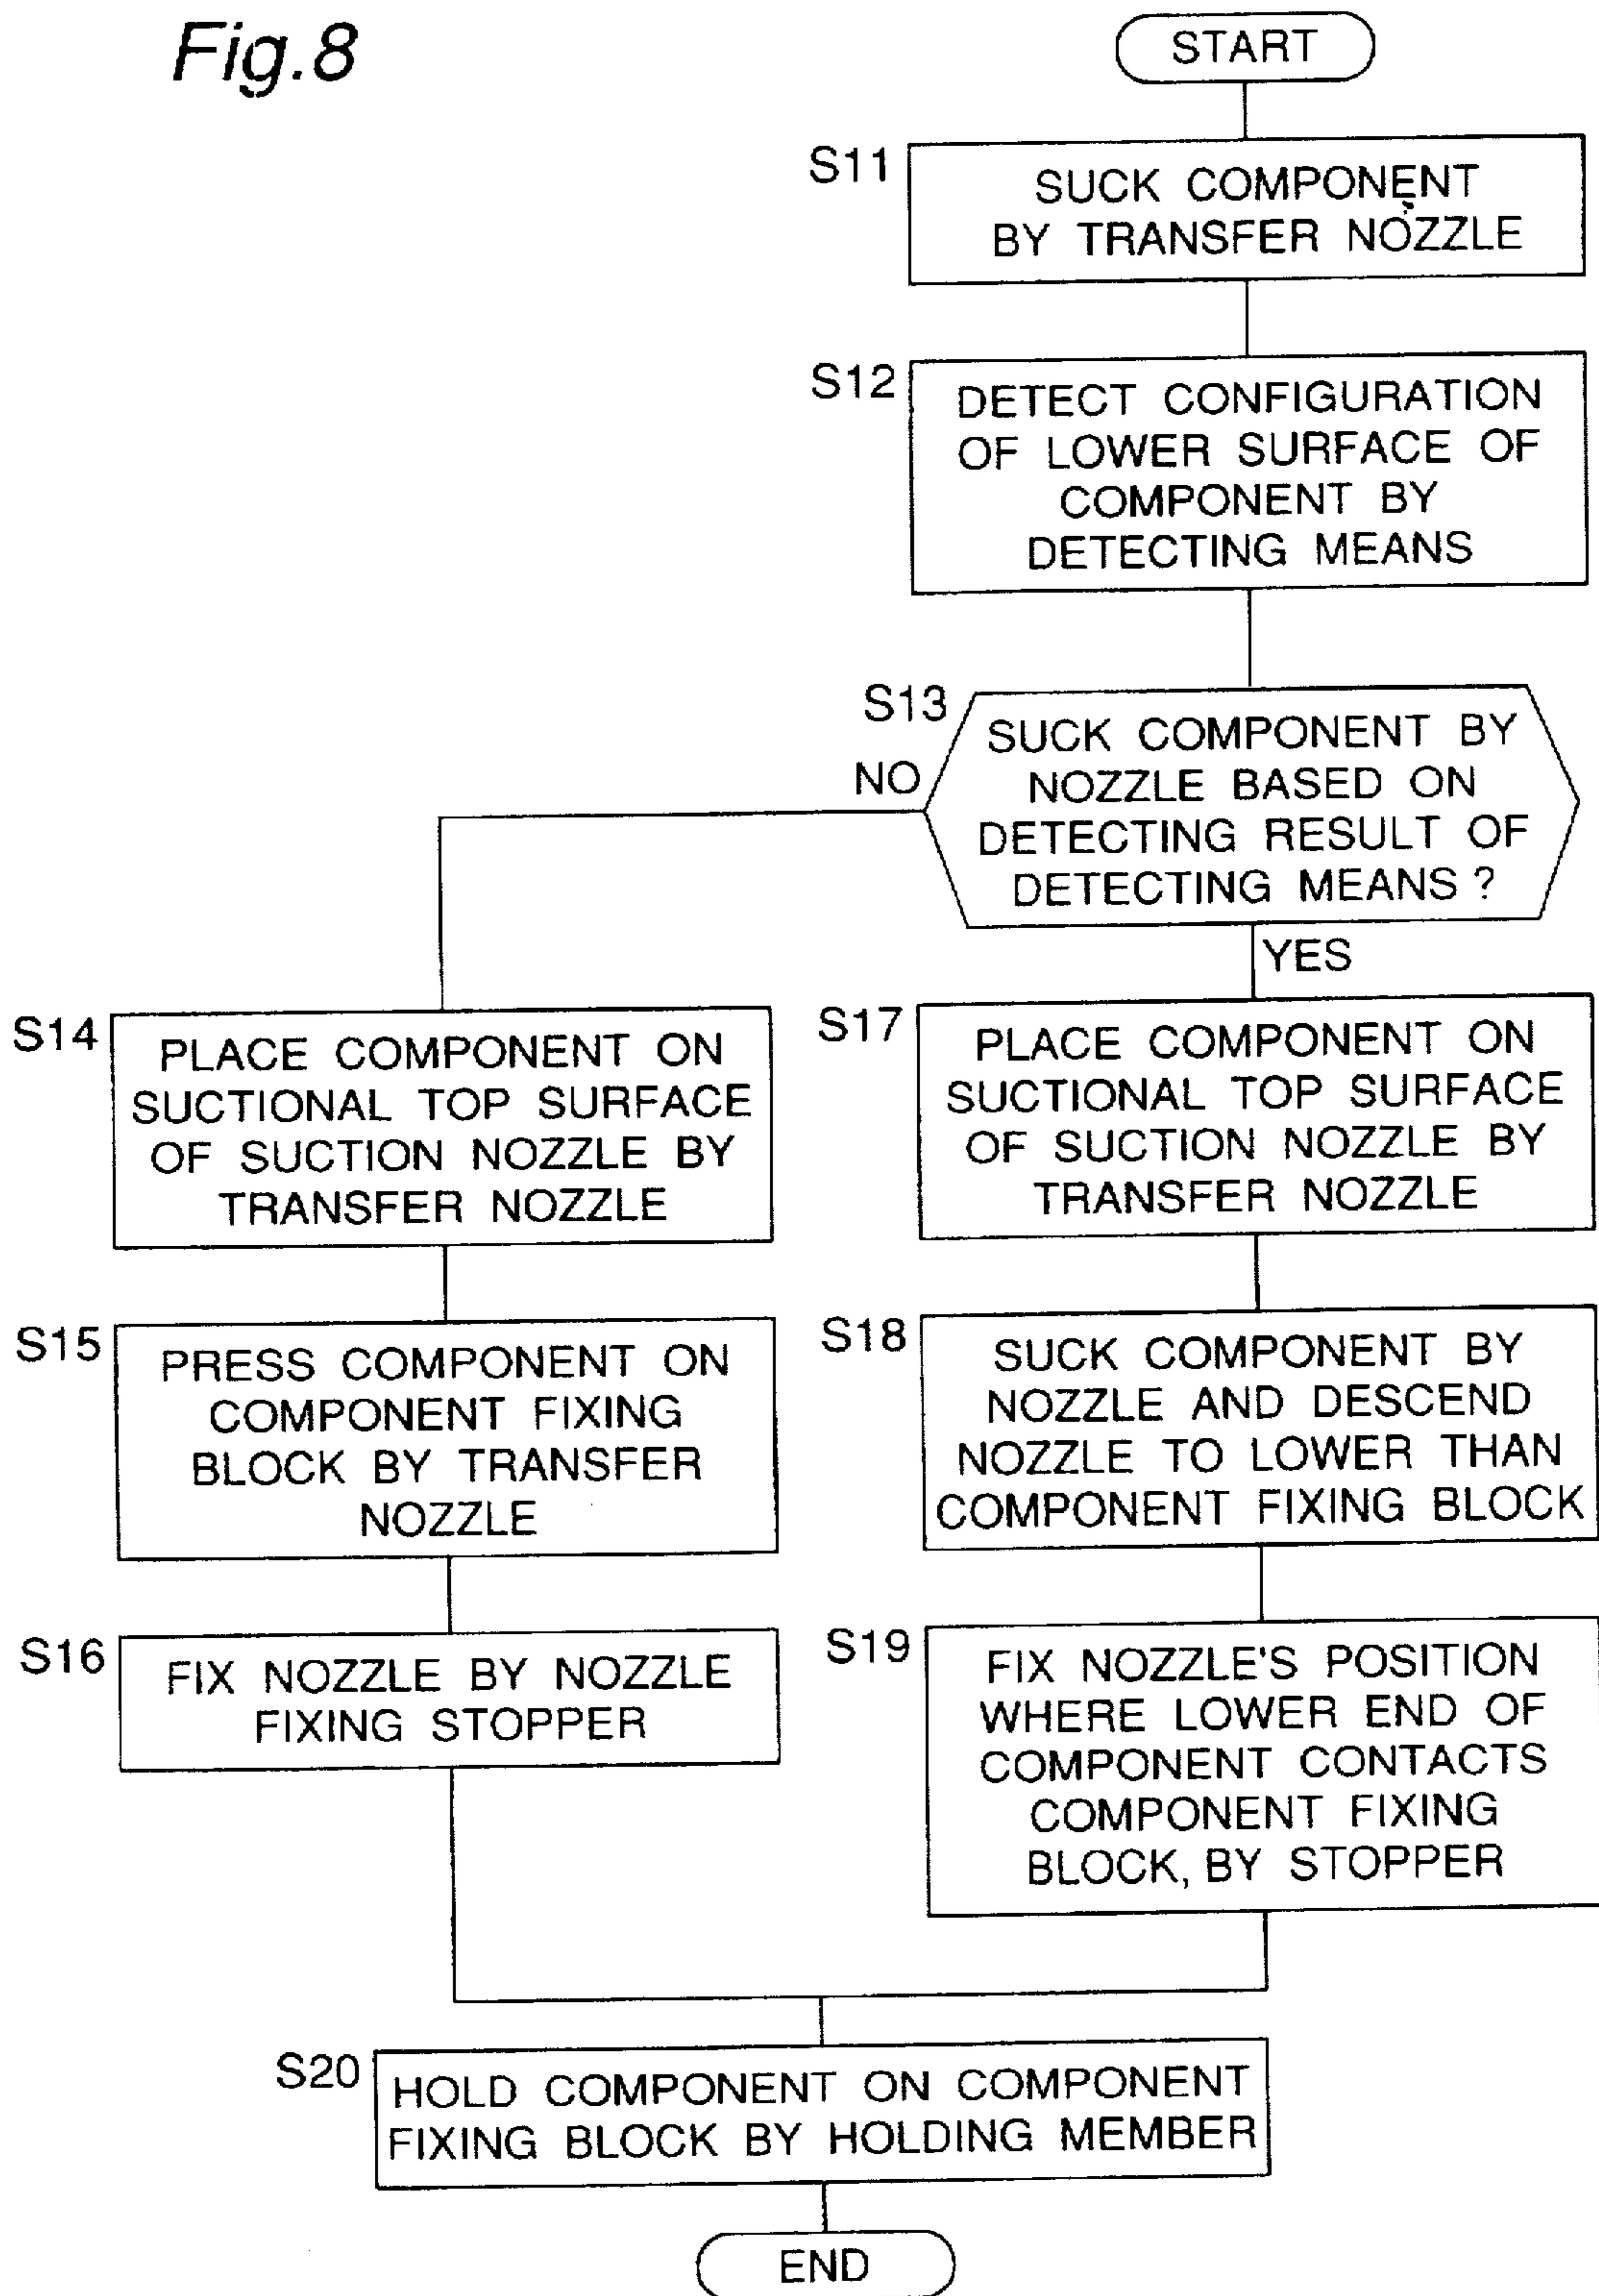 Fig.8
START
S11
SUCK COMPONENT
BY TRANSFER NOZZLE
S12
DETECT CONFIGURATION
OF LOWER SURFACE OF
COMPONENT BY
DETECTING MEANS
S13
SUCK COMPONENT BY
NOZZLE BASED ON
DETECTING RESULT OF
DETECTING MEANS ?
NO
YES
S14
PLACE COMPONENT ON
SUCTIONAL TOP SURFACE
OF SUCTION NOZZLE BY
TRANSFER NOZZLE
S15
PRESS COMPONENT ON
COMPONENT FIXING
BLOCK BY TRANSFER
NOZZLE
S16
FIX NOZZLE BY NOZZLE
FIXING STOPPER
S17
PLACE COMPONENT ON
SUCTIONAL TOP SURFACE
OF SUCTION NOZZLE BY
TRANSFER NOZZLE
S18
SUCK COMPONENT BY
NOZZLE AND DESCEND
NOZZLE TO LOWER THAN
COMPONENT FIXING BLOCK
S19
FIX NOZZLE'S POSITION
WHERE LOWER END OF
COMPONENT CONTACTS
COMPONENT FIXING
BLOCK, BY STOPPER
S20
HOLD COMPONENT ON COMPONENT
FIXING BLOCK BY HOLDING MEMBER
END